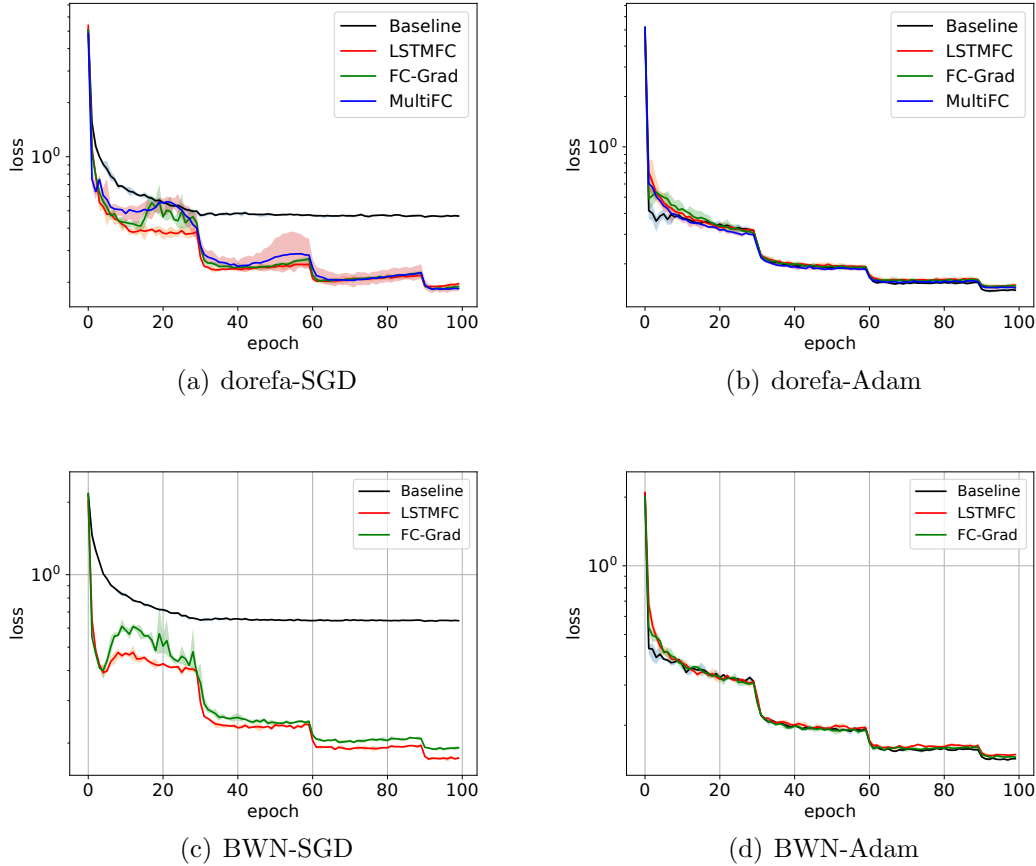 Baseline
LSTMFC
FC-Grad
MultiFC
10⁰
loss
0 20 40 60 80 100
epoch
(a) dorefa-SGD
Baseline
LSTMFC
FC-Grad
MultiFC
10⁰
loss
0 20 40 60 80 100
epoch
(b) dorefa-Adam
Baseline
LSTMFC
FC-Grad
10⁰
loss
0 20 40 60 80 100
epoch
(c) BWN-SGD
Baseline
LSTMFC
FC-Grad
10⁰
loss
0 20 40 60 80 100
epoch
(d) BWN-Adam